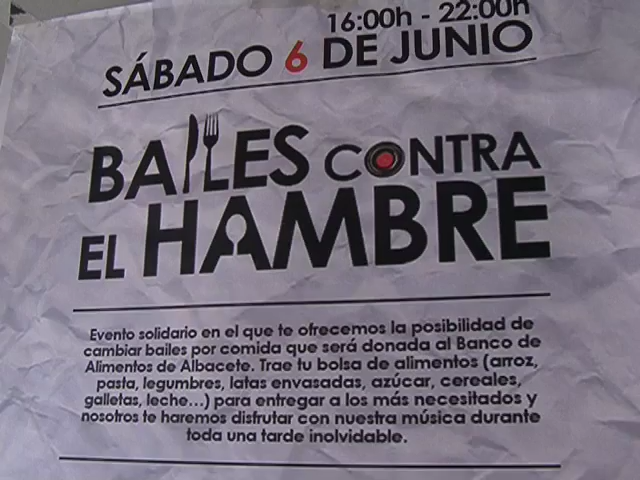 16:00h - 22:00h
SÁBADO 6 DE JUNIO
BAILES CONTRA
EL HAMBRE
Evento solidario en el que te ofrecemos la posibilidad de
cambiar bailes por comida que será donada al Banco de
Alimentos de Albacete. Trae tu bolsa de alimentos (arroz,
pasta, legumbres, latas envasadas, azúcar, cereales,
galletas, leche...) para entregar a los más necesitados y
nosotros te haremos disfrutar con nuestra música durante
toda una tarde inolvidable.